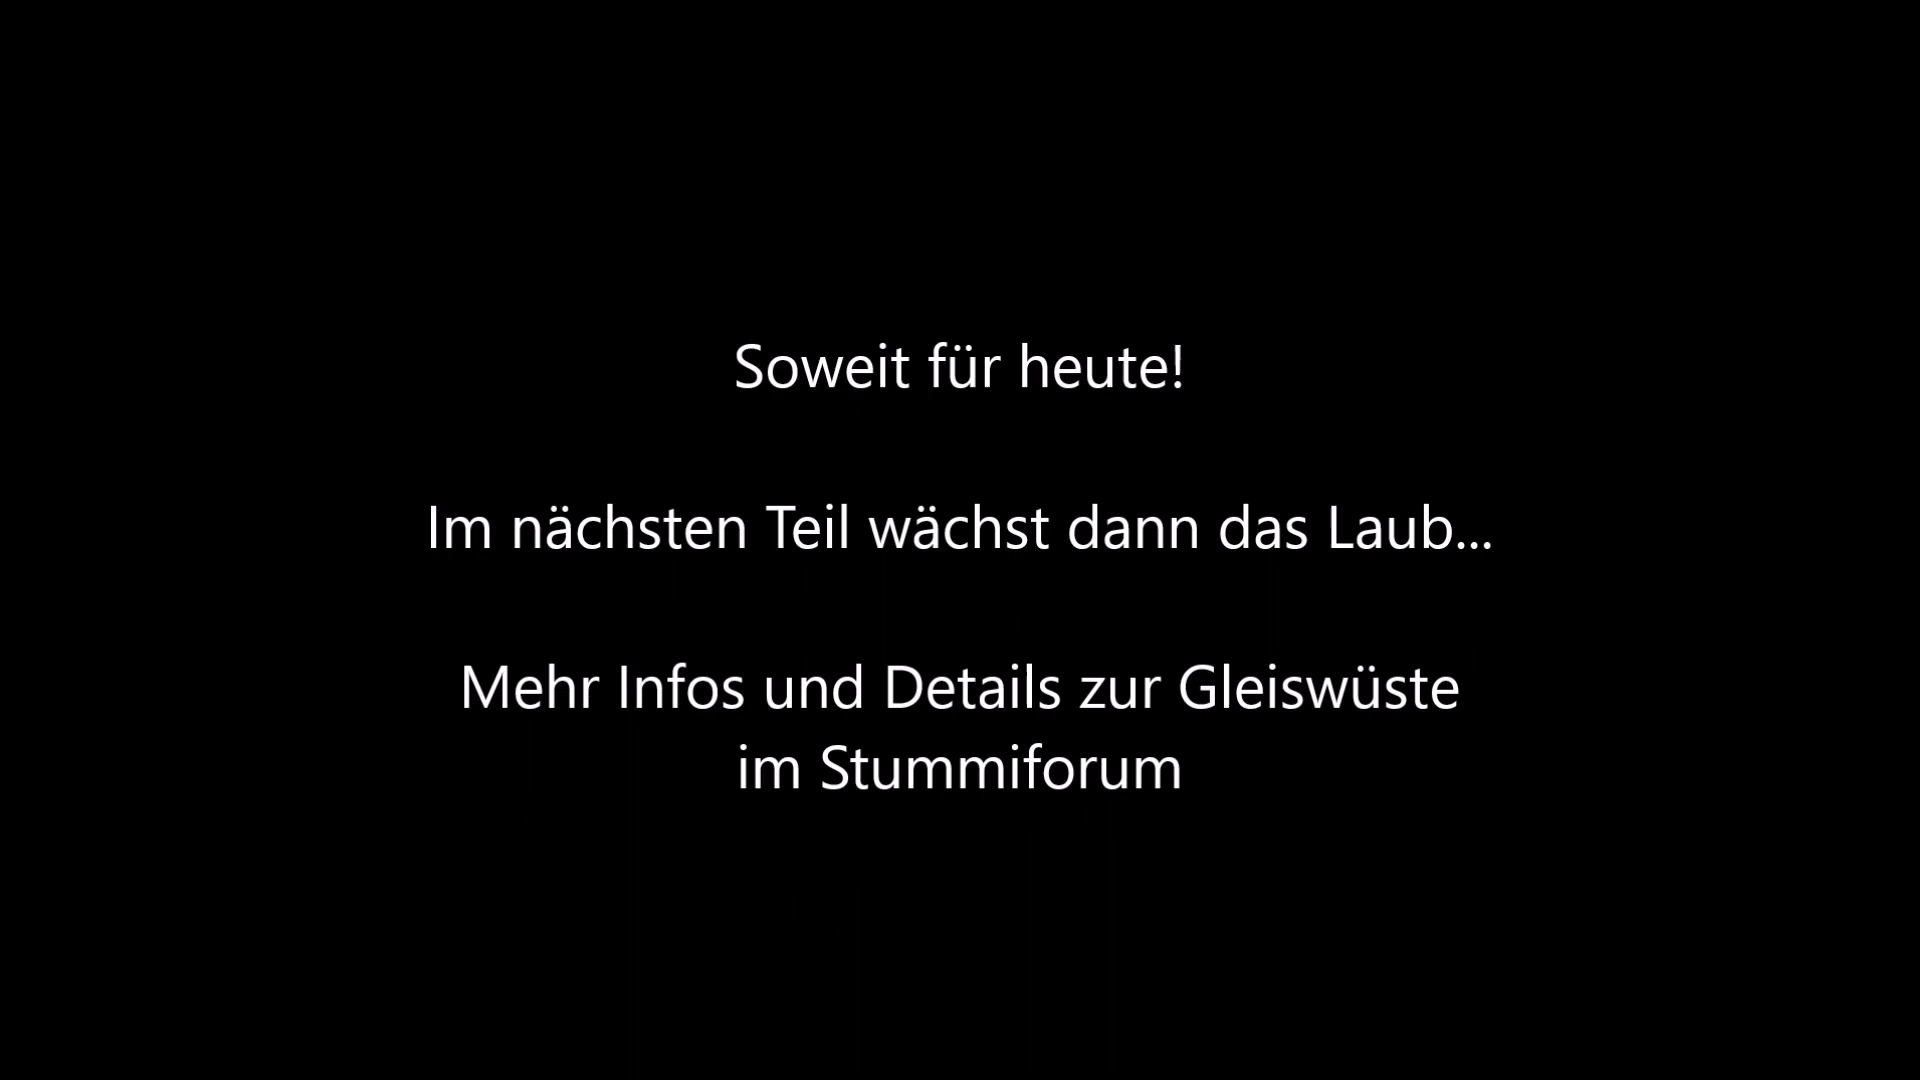 Soweit für heute!
Im nächsten Teil wächst dann das Laub...
Mehr Infos und Details zur Gleiswüste
im Stummiforum